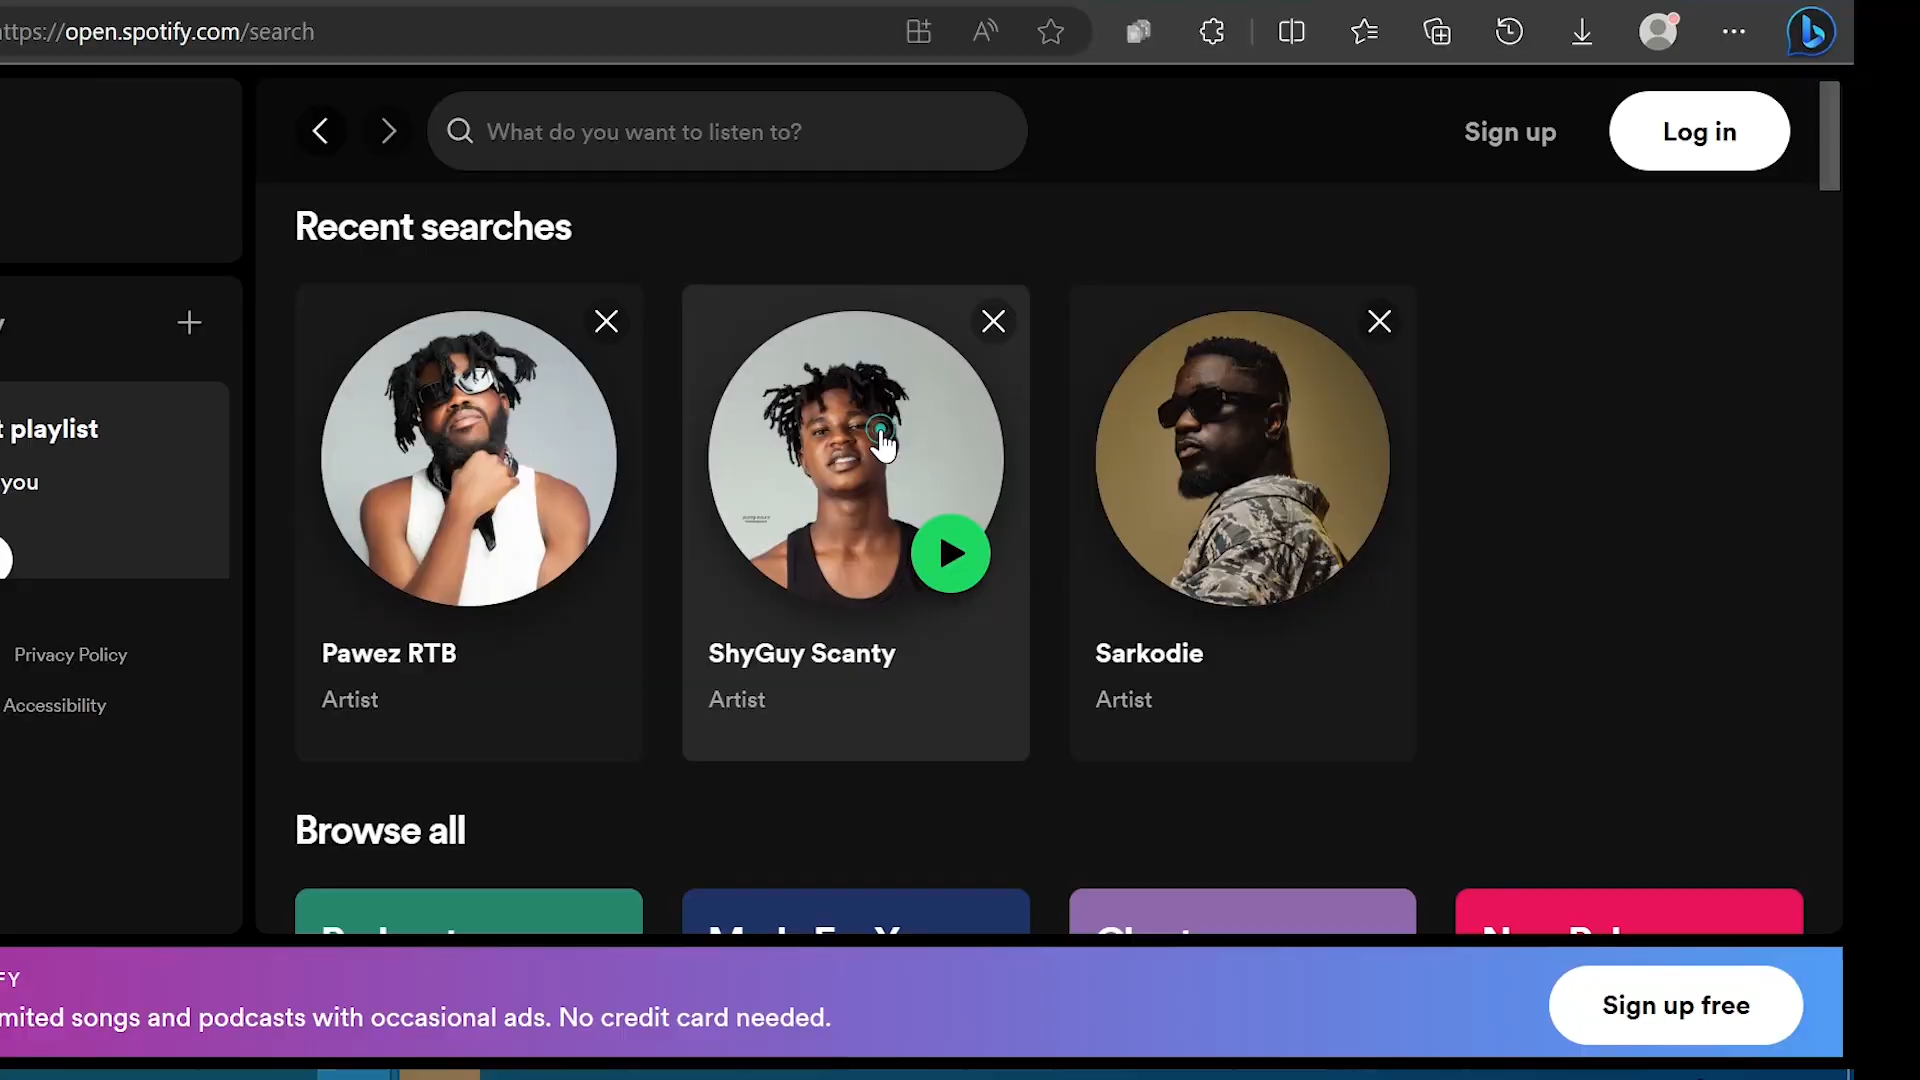 ttps://open.spotify.com/search
What do you want to listen to?
Sign up
Log in
Recent searches
t playlist
you
Privacy Policy
Accessibility
Pawez RTB
Artist
ShyGuy Scanty
Artist
Sarkodie
Artist
Browse all
FY
mited songs and podcasts with occasional ads. No credit card needed.
Sign up free